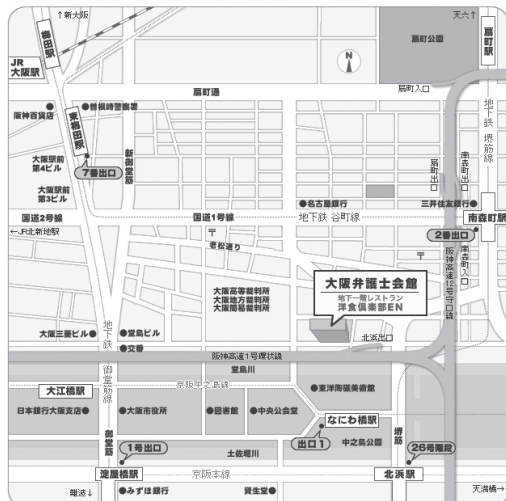 ↑新大阪
梅田駅
天六↑
扇町公園
扇町駅
JR
大阪駅
N
扇町入口
扇町通
阪神百貨店
曽根崎警察署
東梅田駅
地下鉄 堺筋線
新御堂筋
大阪駅前
第4ビル
7番出口
扇町出口
南森町出口
大阪駅前
第3ビル
名古屋銀行
三井住友銀行
国道2号線
国道1号線
地下鉄 谷町線
南森町駅
←JR北新地駅
〒
2番出口
老松通り
〒
南森町入口
阪神高速12号守口線
大阪弁護士会館
地下一階レストラン
洋食倶楽部EN
大阪高等裁判所
大阪地方裁判所
大阪簡易裁判所
北浜出口
大阪三菱ビル
堂島ビル
交番
地下鉄 御堂筋線
阪神高速1号環状線
堂島川
大江橋駅
京阪中之島線
東洋陶磁美術館
日本銀行大阪支店
大阪市役所
図書館
中央公会堂
なにわ橋駅
御堂筋
出口1
中之島公園
堺筋
1号出口
土佐堀川
26号階段
淀屋橋駅
京阪本線
北浜駅
難波↓
みずほ銀行
資生堂
天満橋→